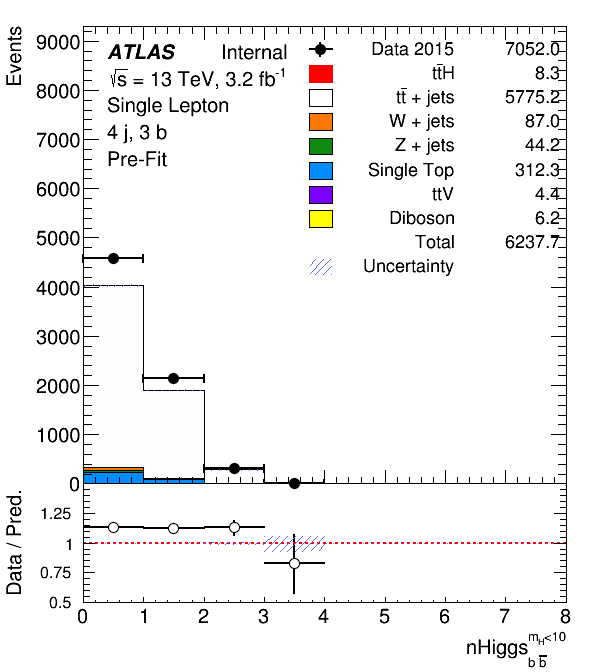 Events
9000
8000
7000
6000
5000
4000
3000
2000
1000
0
ATLAS Internal
√s = 13 TeV, 3.2 fb⁻¹
Single Lepton
4 j, 3 b
Pre-Fit
Data 2015 7052.0
tt̄H 8.3
tt̄ + jets 5775.2
W + jets 87.0
Z + jets 44.2
Single Top 312.3
ttV 4.4
Diboson 6.2
Total 6237.7
Uncertainty
Data / Pred.
1.25
1
0.75
0.5
0 1 2 3 4 5 6 7 8
nHiggs m_H<10 b b̄